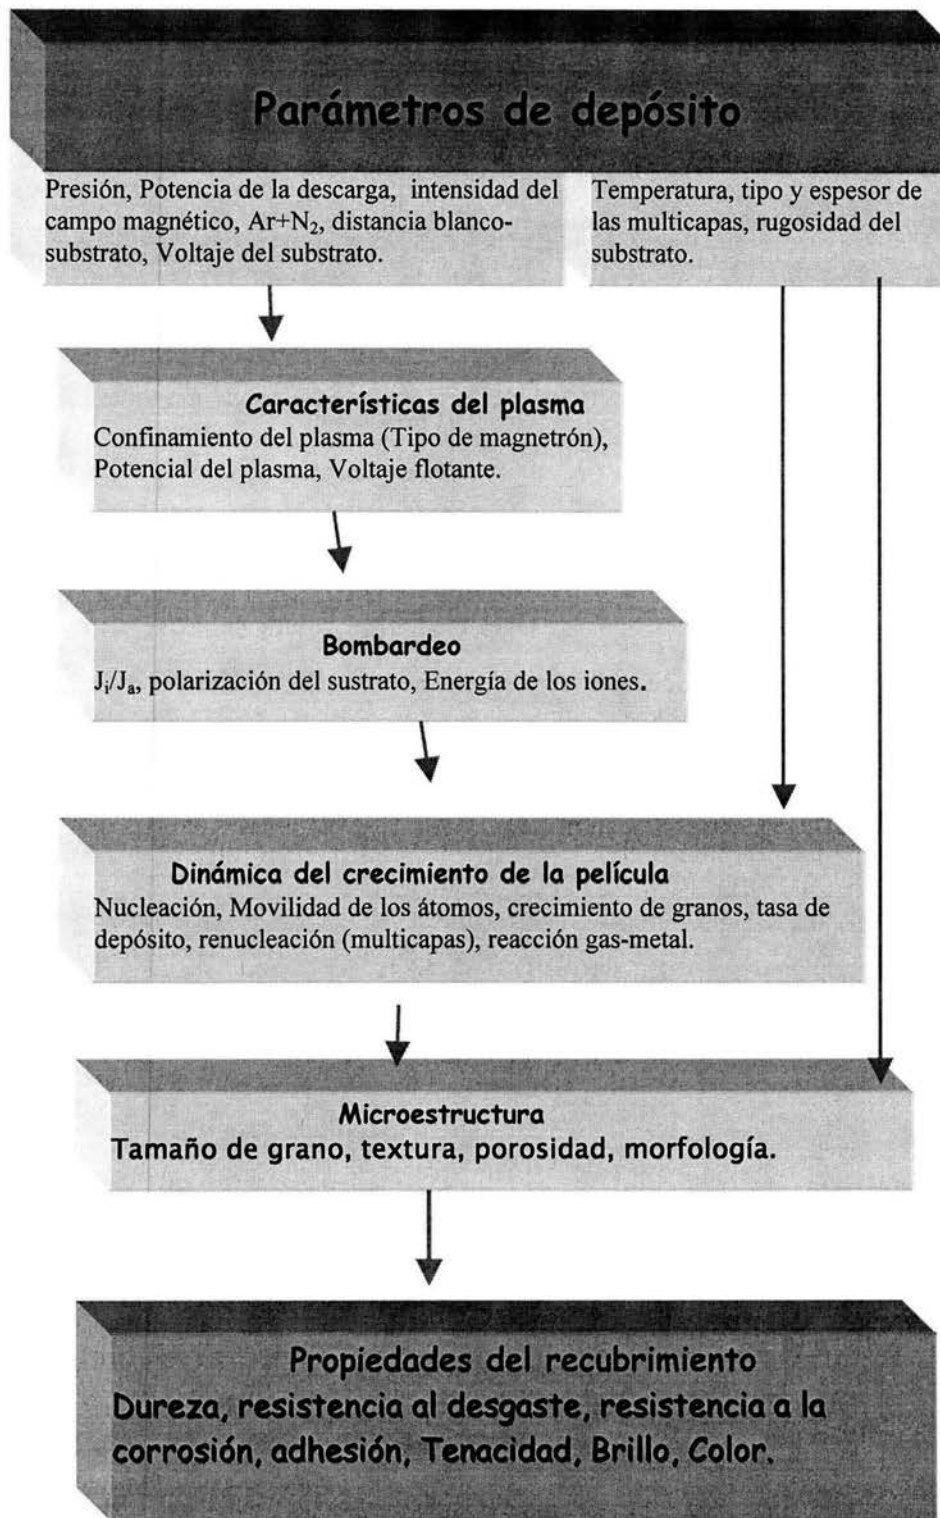 Parámetros de depósito
Presión, Potencia de la descarga, intensidad del
campo magnético, Ar+N₂, distancia blanco-
substrato, Voltaje del substrato.
Temperatura, tipo y espesor de
las multicapas, rugosidad del
substrato.
Características del plasma
Confinamiento del plasma (Tipo de magnetrón),
Potencial del plasma, Voltaje flotante.
Bombardeo
Jᵢ/Jₐ, polarización del sustrato, Energía de los iones.
Dinámica del crecimiento de la película
Nucleación, Movilidad de los átomos, crecimiento de granos, tasa de
depósito, renucleación (multicapas), reacción gas-metal.
Microestructura
Tamaño de grano, textura, porosidad, morfología.
Propiedades del recubrimiento
Dureza, resistencia al desgaste, resistencia a la
corrosión, adhesión, Tenacidad, Brillo, Color.